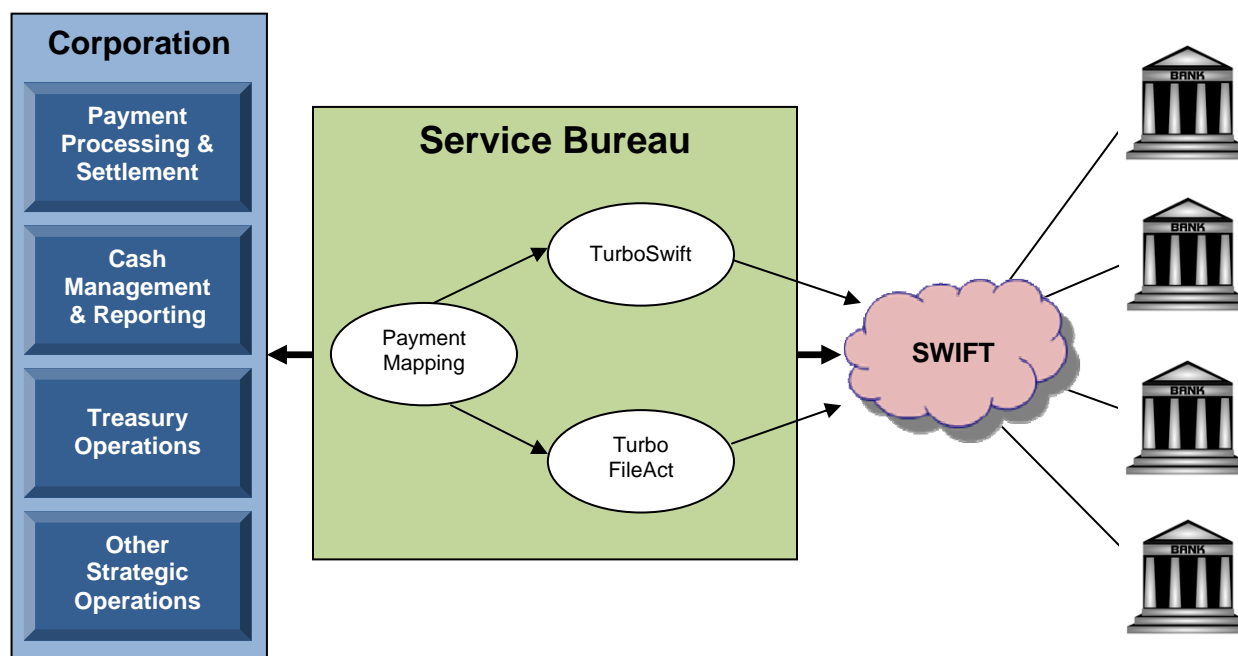 Corporation
Payment
Processing &
Settlement
Cash
Management
& Reporting
Treasury
Operations
Other
Strategic
Operations
Service Bureau
Payment
Mapping
TurboSwift
Turbo
FileAct
SWIFT
BANK
BANK
BANK
BANK